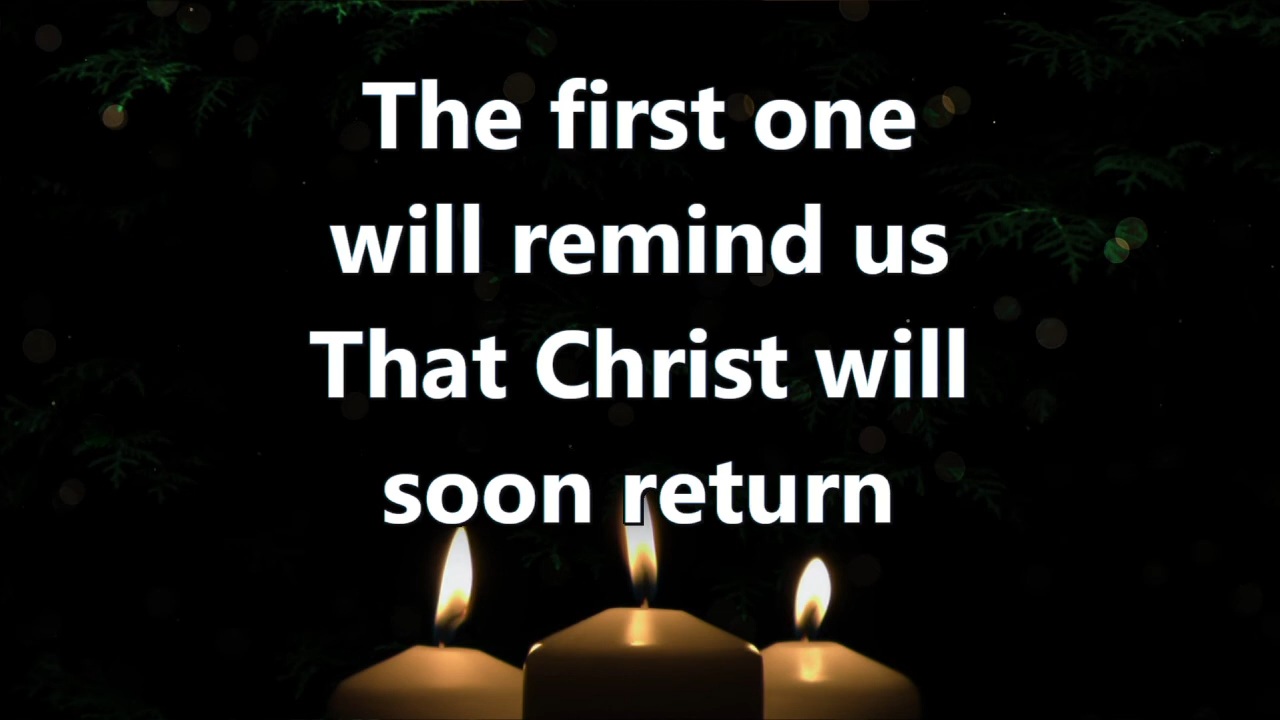 The first one
will remind us
That Christ will
soon return